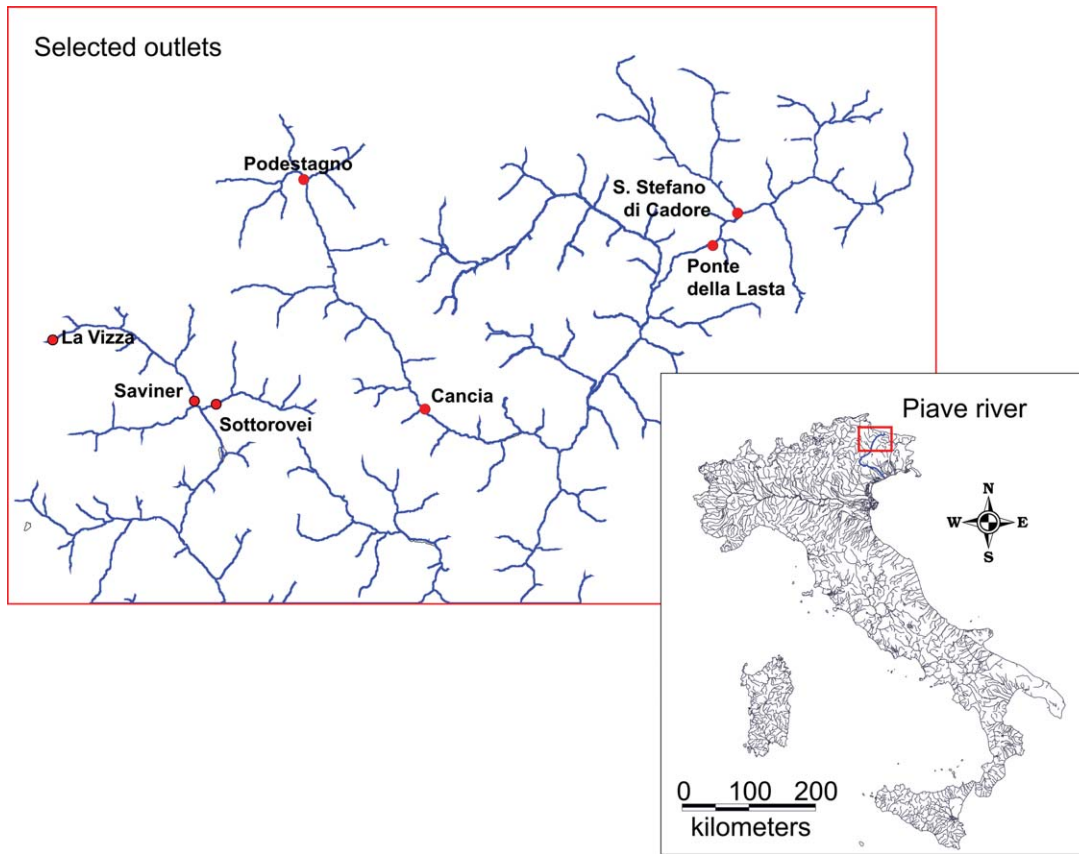 Selected outlets
Podestagno
S. Stefano
di Cadore
Ponte
della Lasta
La Vizza
Saviner
Sottorovei
Cancia
Piave river
N
W E
S
0 100 200
kilometers